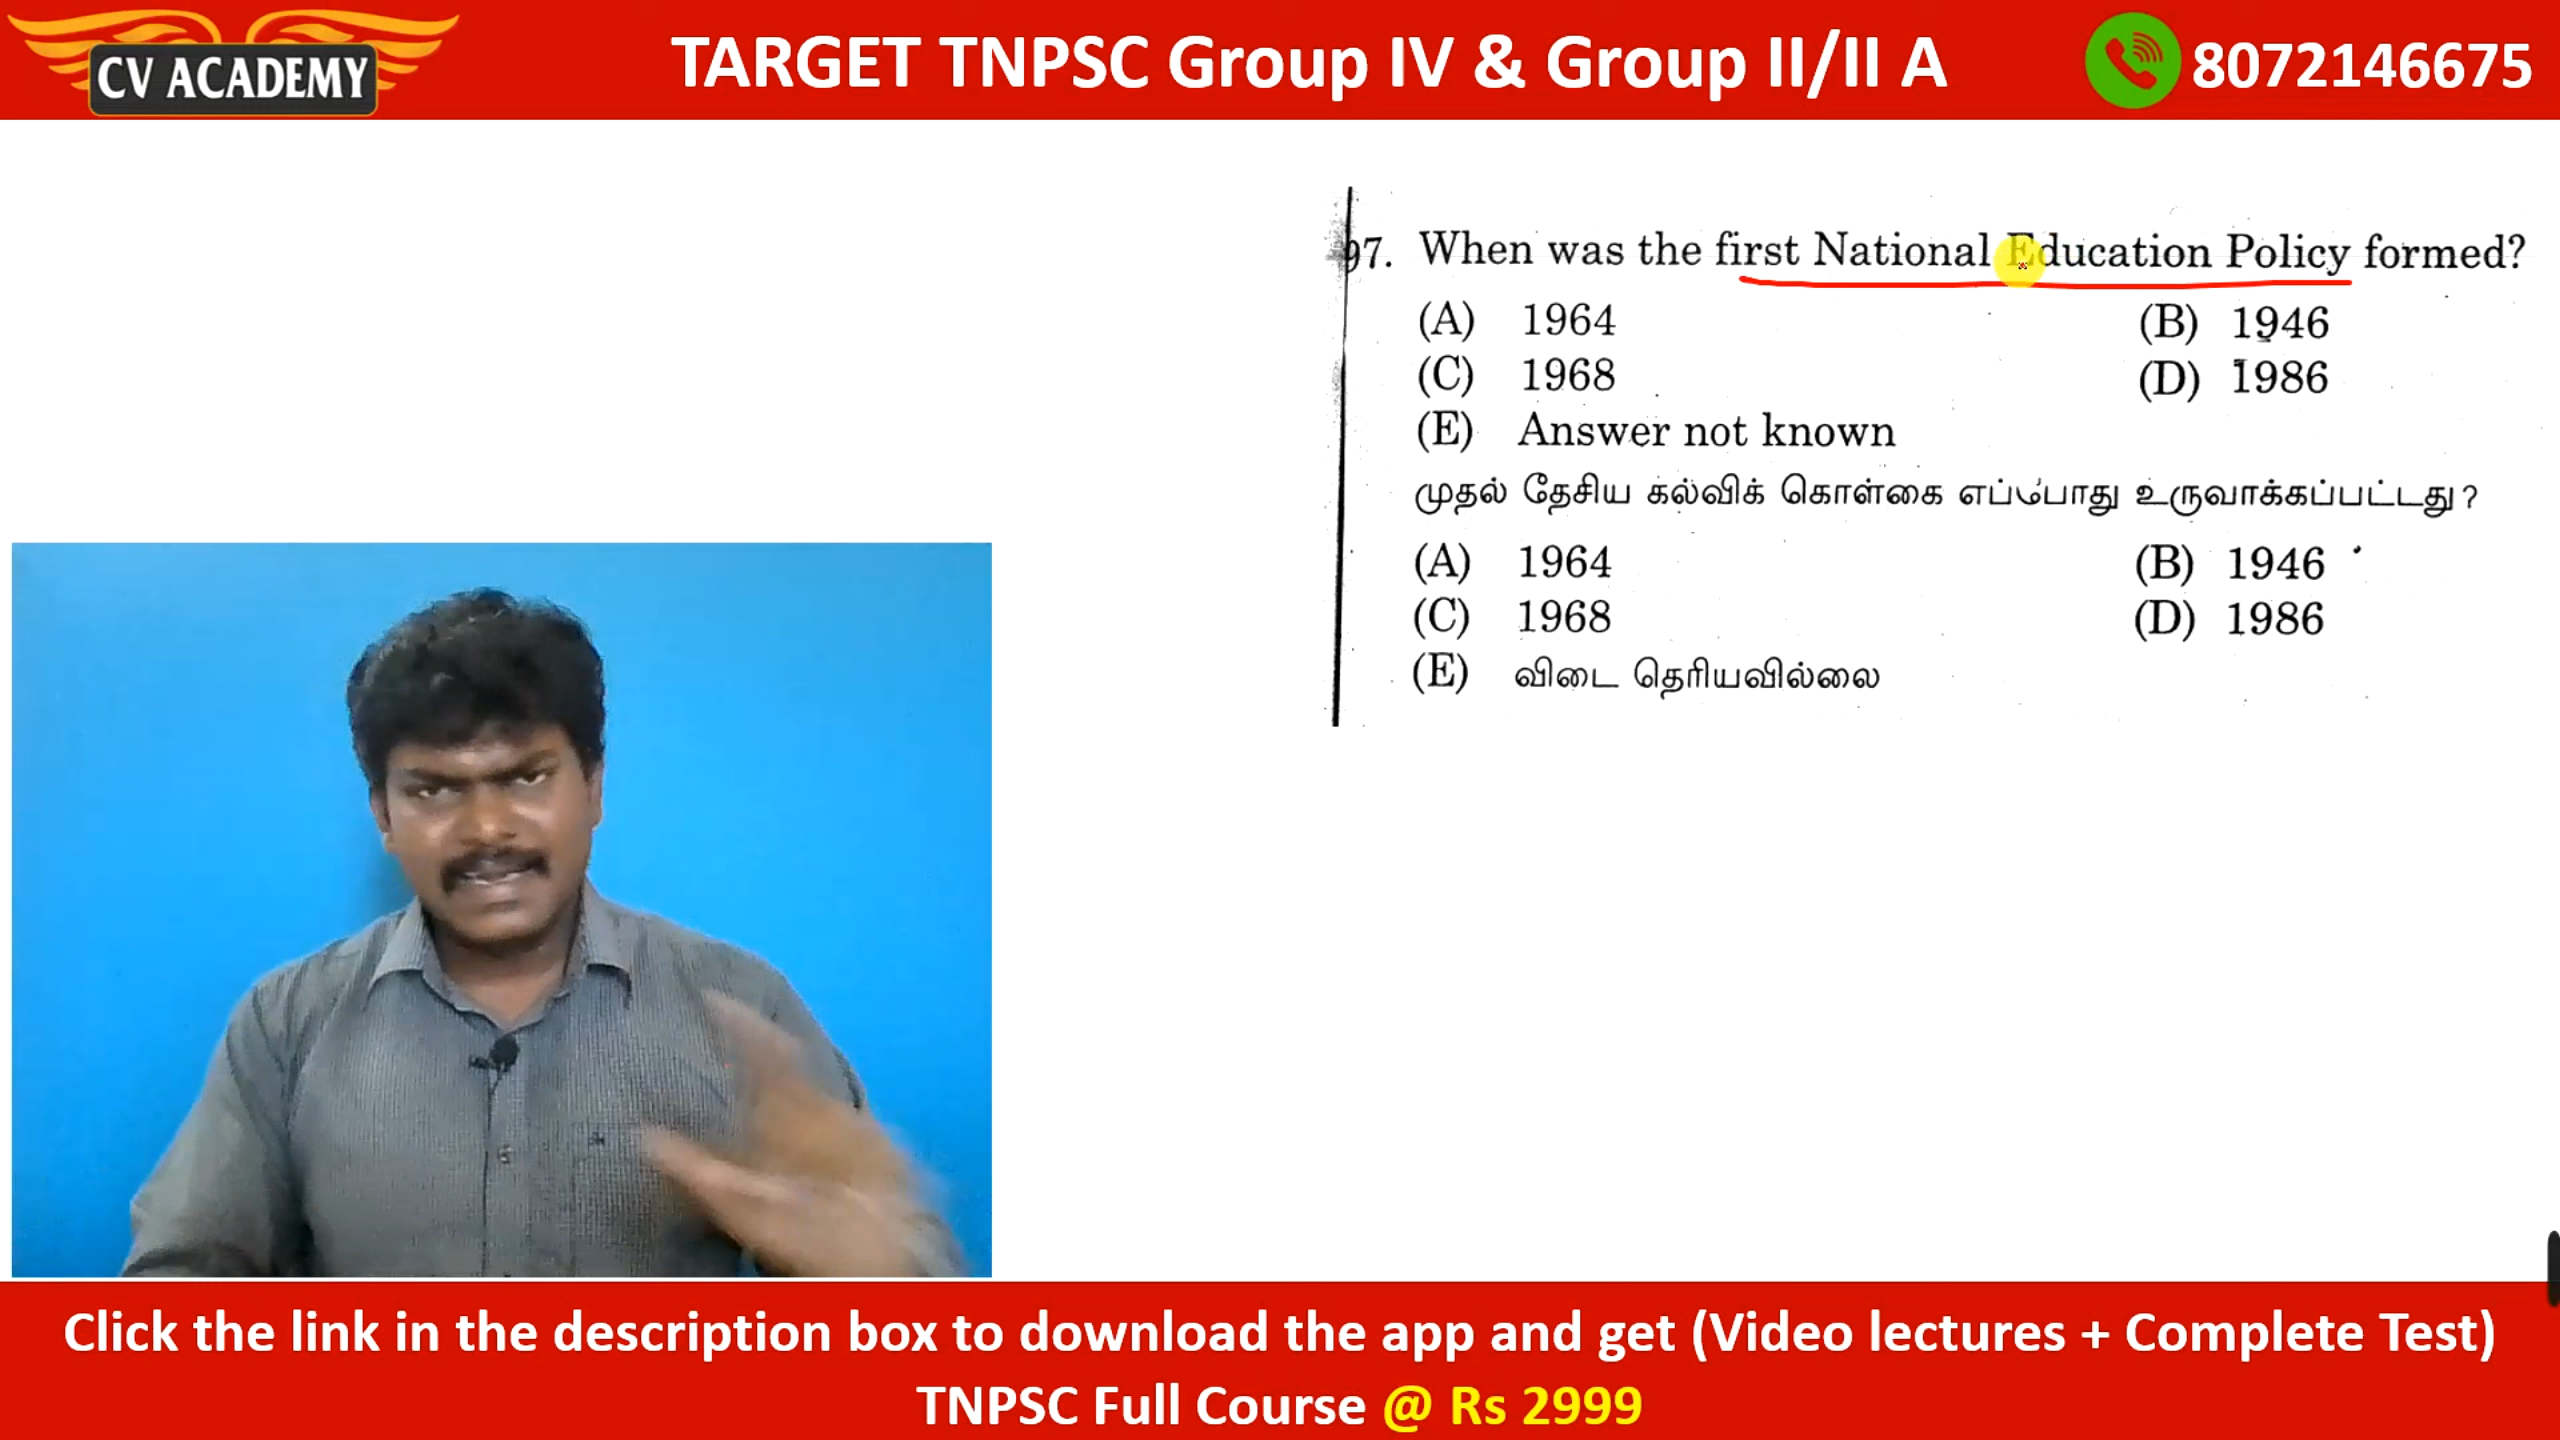 CV ACADEMY
TARGET TNPSC Group IV & Group II/II A
8072146675
97. When was the first National Education Policy formed?
(A) 1964 (B) 1946
(C) 1968 (D) 1986
(E) Answer not known
முதல் தேசிய கல்விக் கொள்கை எப்போது உருவாக்கப்பட்டது?
(A) 1964 (B) 1946
(C) 1968 (D) 1986
(E) விடை தெரியவில்லை
Click the link in the description box to download the app and get (Video lectures + Complete Test)
TNPSC Full Course @ Rs 2999